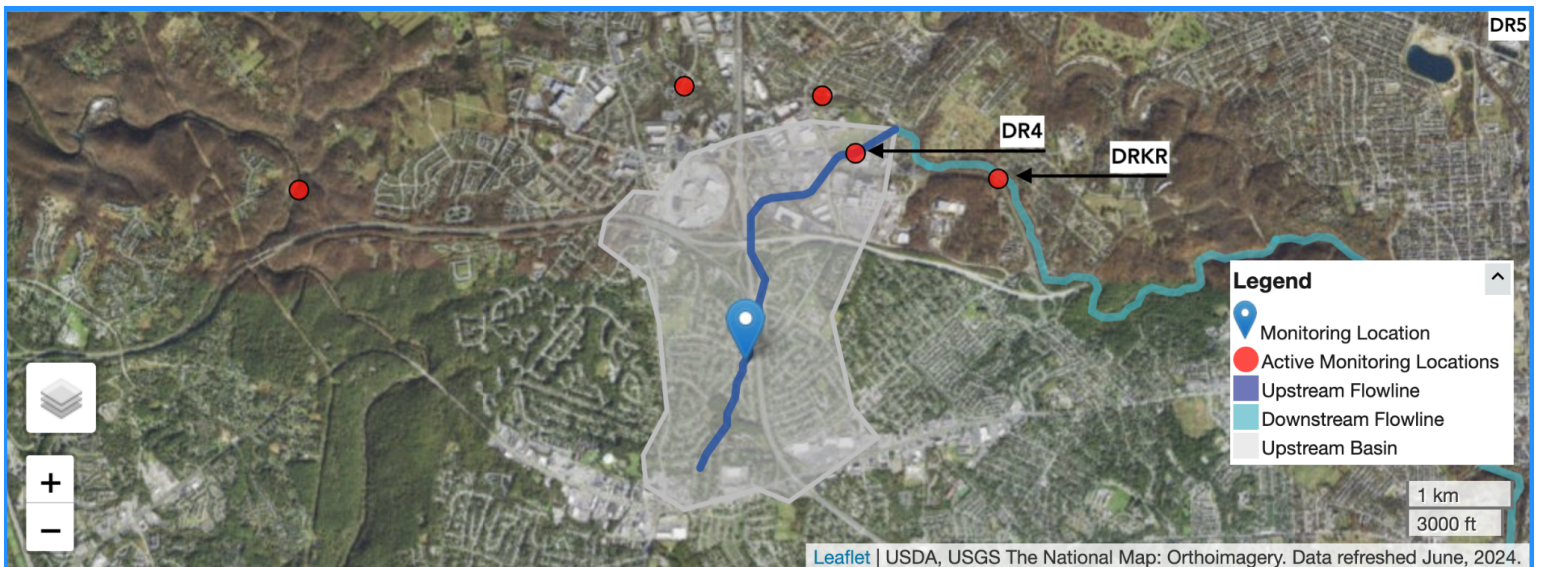 DR5
DR4
DRKR
Legend
Monitoring Location
Active Monitoring Locations
Upstream Flowline
Downstream Flowline
Upstream Basin
+
−
1 km
3000 ft
Leaflet | USDA, USGS The National Map: Orthoimagery. Data refreshed June, 2024.